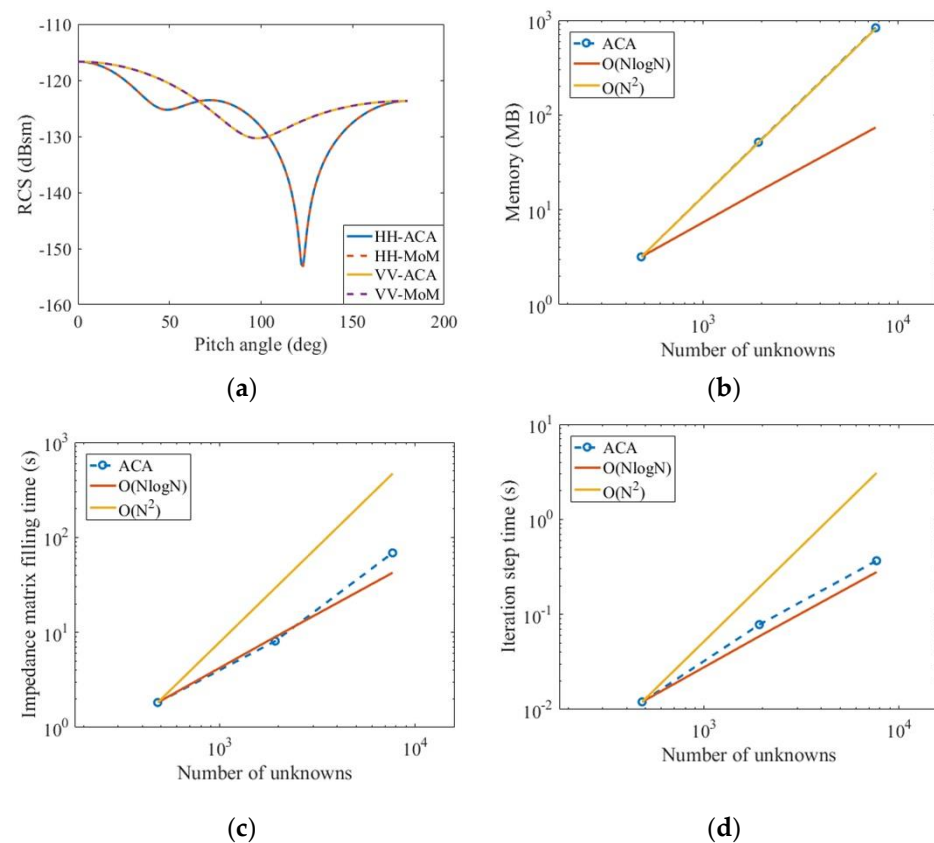 -110
-120
-130
-140
-150
-160
RCS (dBsm)
HH-ACA
HH-MoM
VV-ACA
VV-MoM
0 50 100 150 200
Pitch angle (deg)
(a)
10³
10²
10¹
10⁰
Memory (MB)
ACA
O(NlogN)
O(N²)
10³ 10⁴
Number of unknowns
(b)
10³
10²
10¹
10⁰
Impedance matrix filling time (s)
ACA
O(NlogN)
O(N²)
10³ 10⁴
Number of unknowns
(c)
10¹
10⁰
10⁻¹
10⁻²
Iteration step time (s)
ACA
O(NlogN)
O(N²)
10³ 10⁴
Number of unknowns
(d)